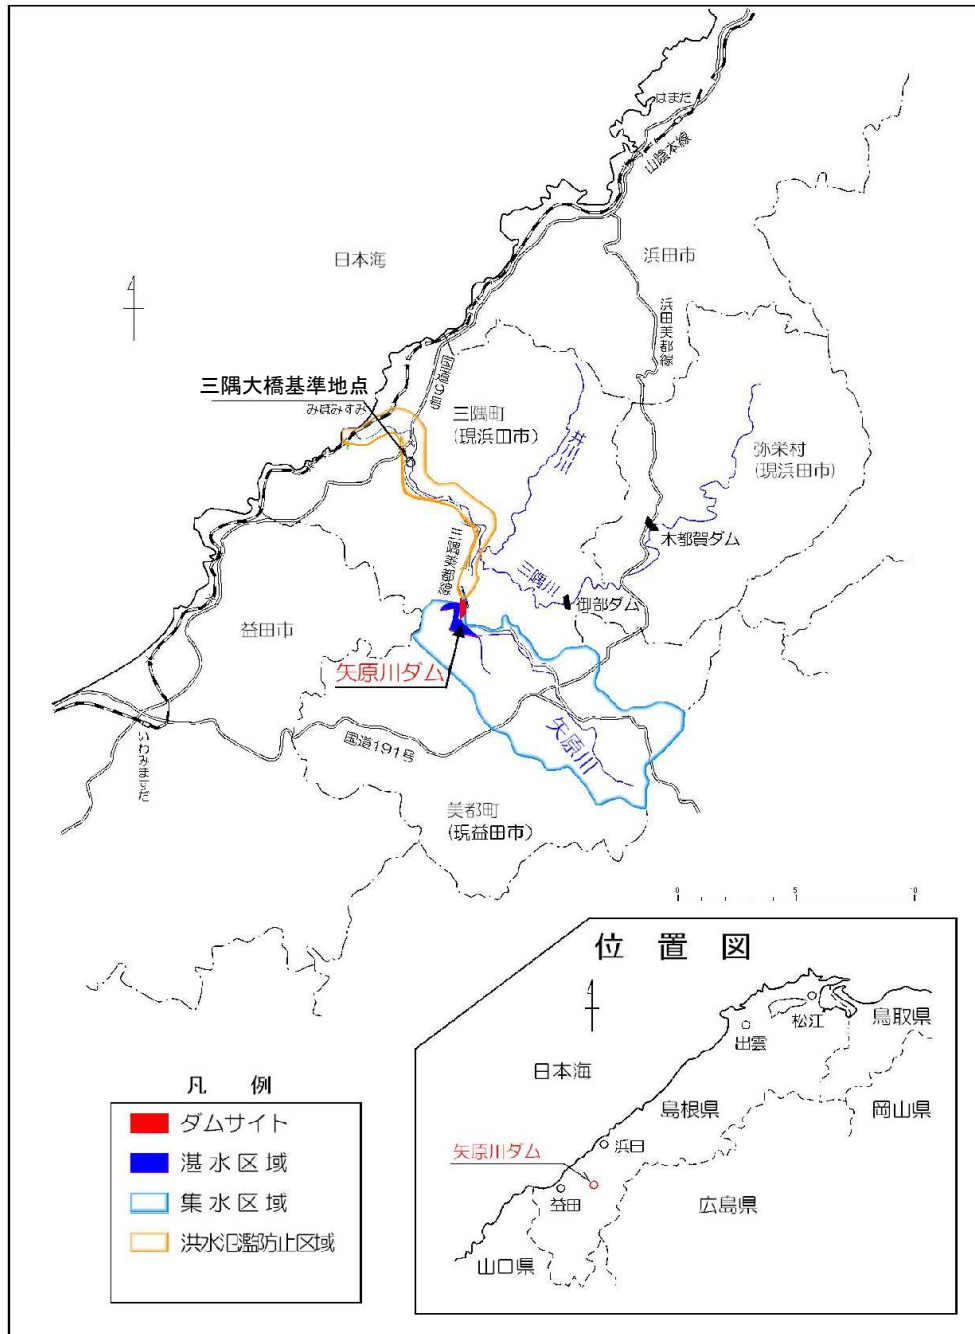 はまだ
山陰本線
日本海
浜田市
浜田美都線
国道9号
三隅大橋基準地点
みほみすみ
三隅町
(現浜田市)
井川川
弥栄村
(現浜田市)
木都賀ダム
三隅川
御部ダム
益田市
矢原川ダム
矢原川
国道191号
いわみますだ
美都町
(現益田市)
0 5 10
位置図
松江
鳥取県
出雲
日本海
島根県
岡山県
浜田
矢原川ダム
益田
広島県
山口県
凡例
ダムサイト
湛水区域
集水区域
洪水氾濫防止区域